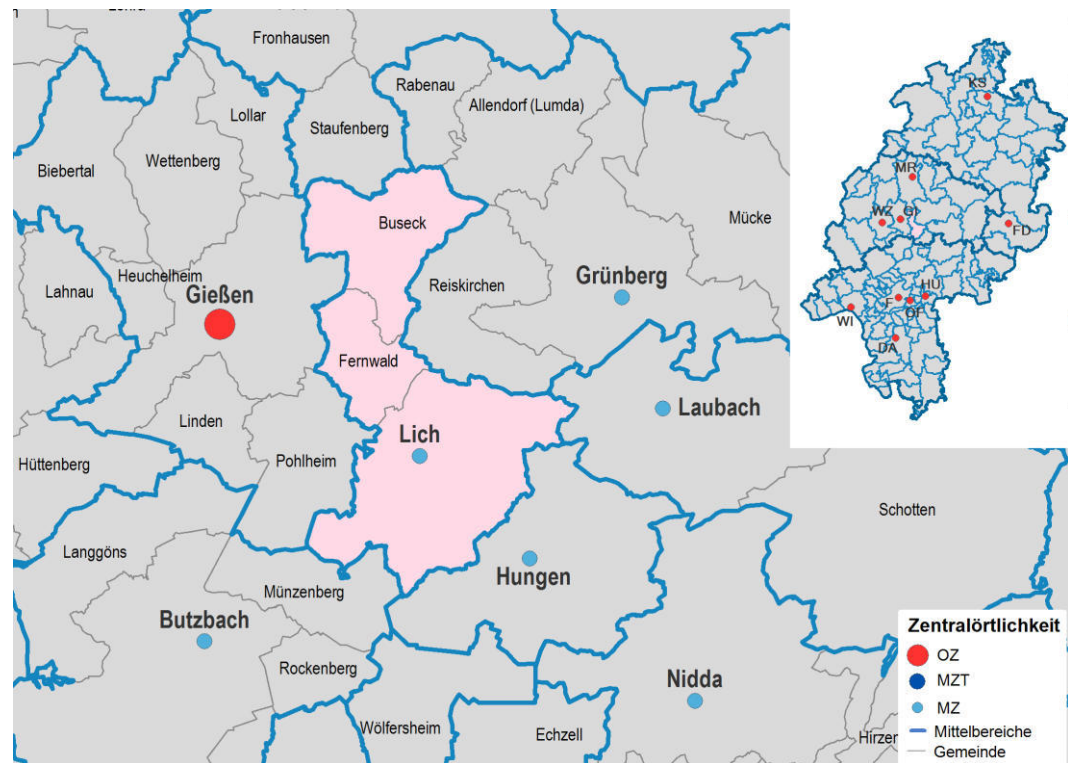 Fronhausen
Rabenau
Lollar
Allendorf (Lumda)
Staufenberg
Wettenberg
Biebertal
Buseck
Mücke
Heuchelheim
Reiskirchen
Grünberg
Lahnau
Gießen
Fernwald
Laubach
Linden
Lich
Hüttenberg
Pohlheim
Schotten
Langgöns
Hungen
Münzenberg
Butzbach
Rockenberg
Nidda
Wölfersheim
Echzell
KS
MR
WZ
GI
FD
HU
F
OF
WI
DA
Zentralörtlichkeit
OZ
MZT
MZ
Mittelbereiche
Gemeinde